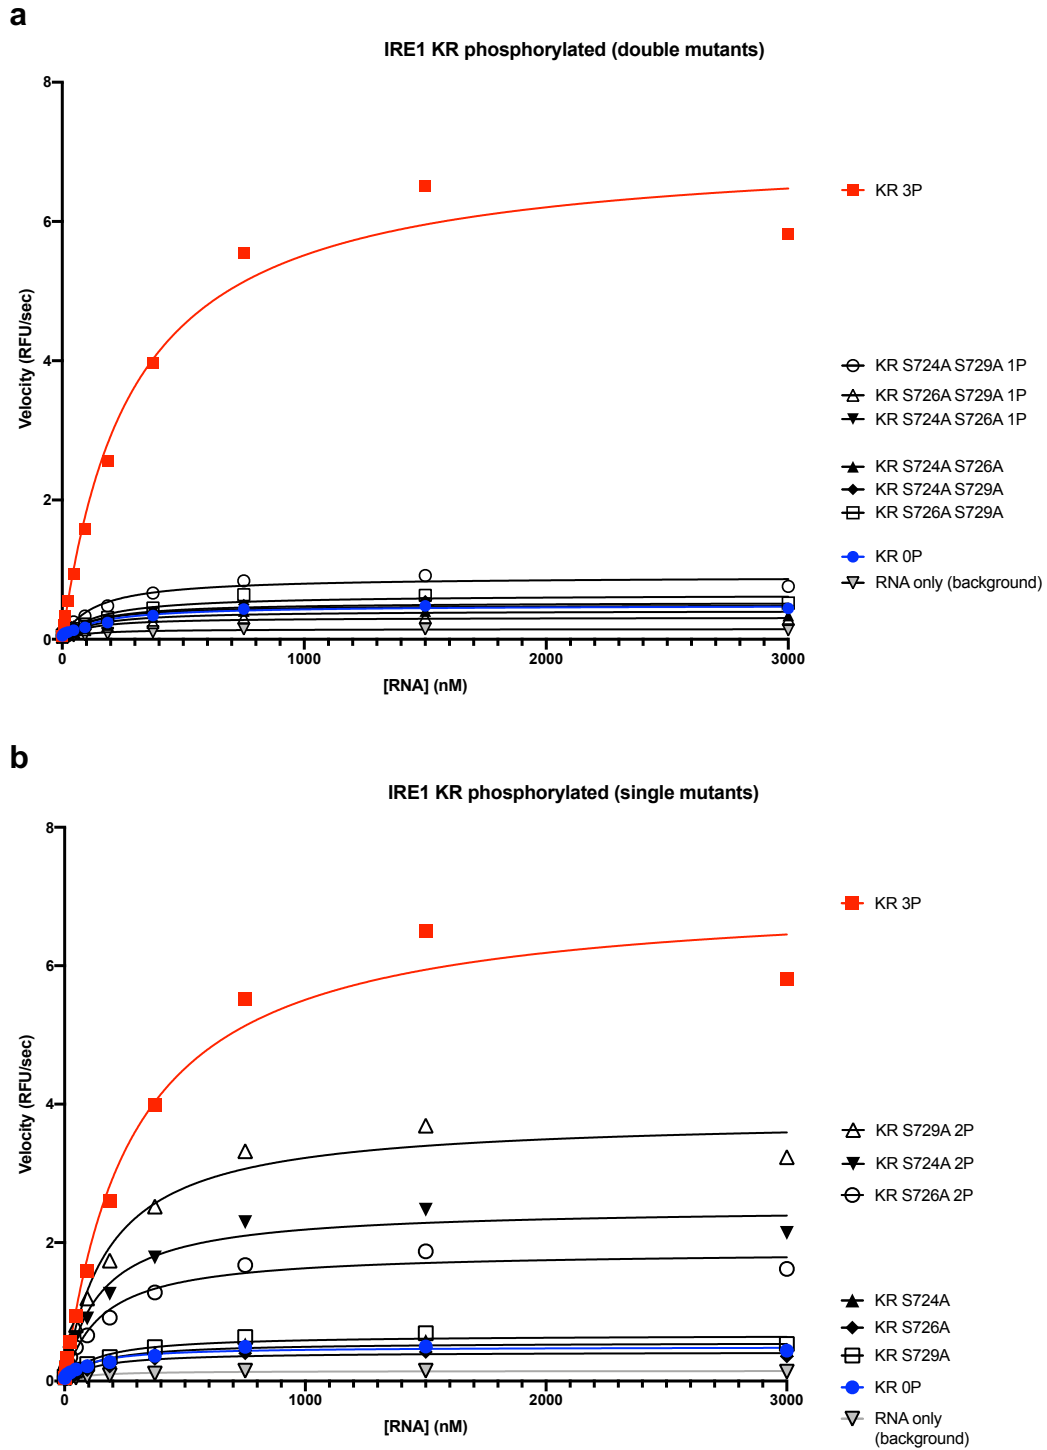 a
IRE1 KR phosphorylated (double mutants)
8
6
4
2
0
Velocity (RFU/sec)
0 1000 2000 3000
[RNA] (nM)
KR 3P
KR S724A S729A 1P
KR S726A S729A 1P
KR S724A S726A 1P
KR S724A S726A
KR S724A S729A
KR S726A S729A
KR 0P
RNA only (background)
b
IRE1 KR phosphorylated (single mutants)
8
6
4
2
0
Velocity (RFU/sec)
0 1000 2000 3000
[RNA] (nM)
KR 3P
KR S729A 2P
KR S724A 2P
KR S726A 2P
KR S724A
KR S726A
KR S729A
KR 0P
RNA only
(background)